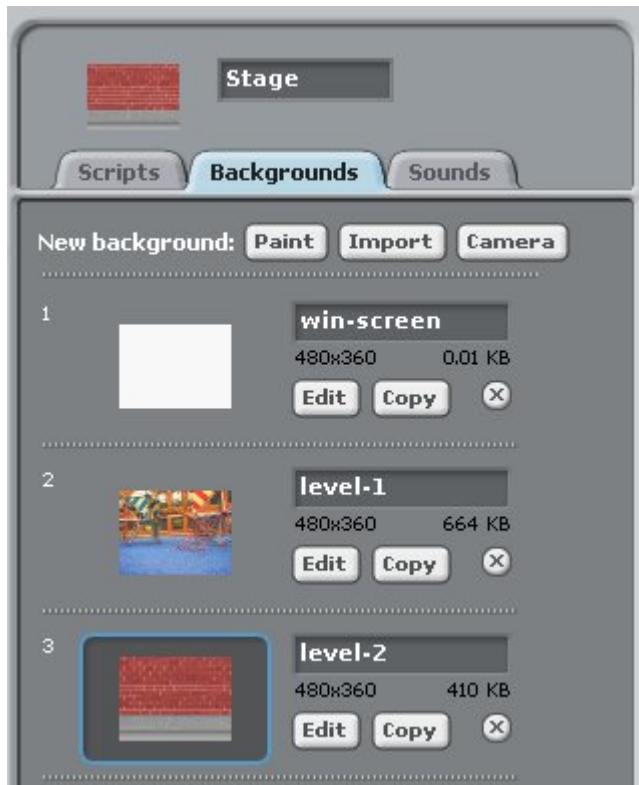 Stage
Scripts Backgrounds Sounds
New background: Paint Import Camera
1
win-screen
480x360 0.01 KB
Edit Copy
2
level-1
480x360 664 KB
Edit Copy
3
level-2
480x360 410 KB
Edit Copy